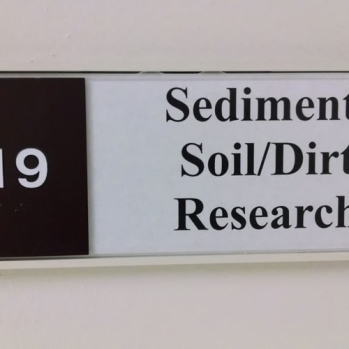 19
Sediment
Soil/Dirt
Research